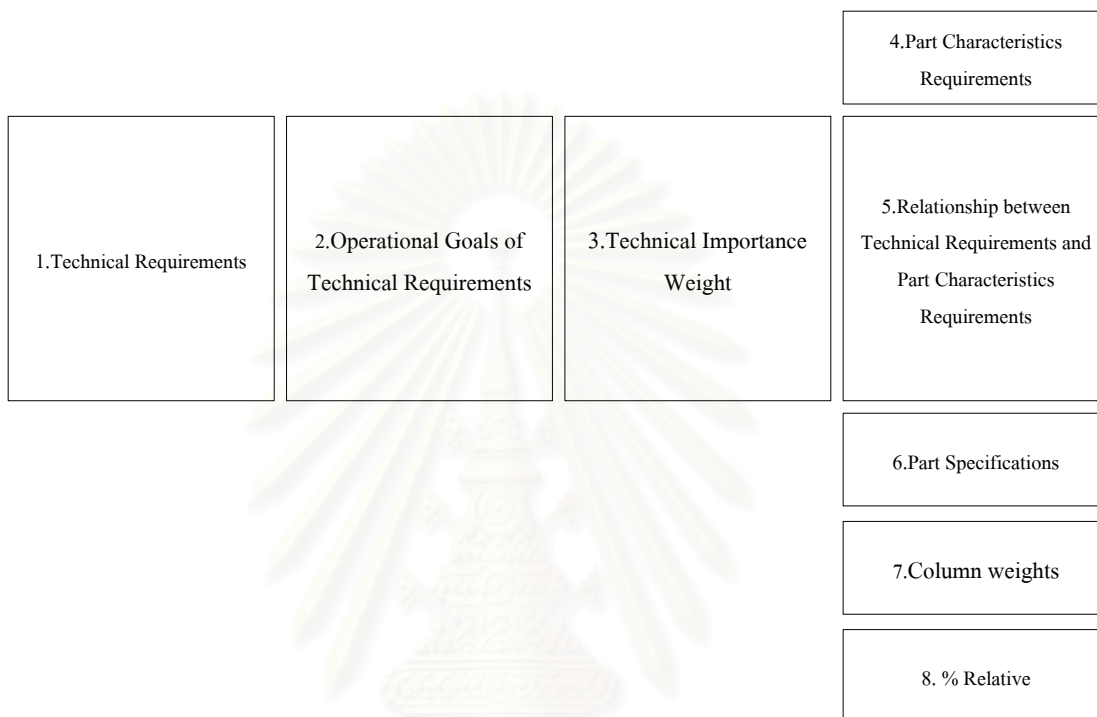 4.Part Characteristics
Requirements
1.Technical Requirements
2.Operational Goals of
Technical Requirements
3.Technical Importance
Weight
5.Relationship between
Technical Requirements and
Part Characteristics
Requirements
6.Part Specifications
7.Column weights
8. % Relative